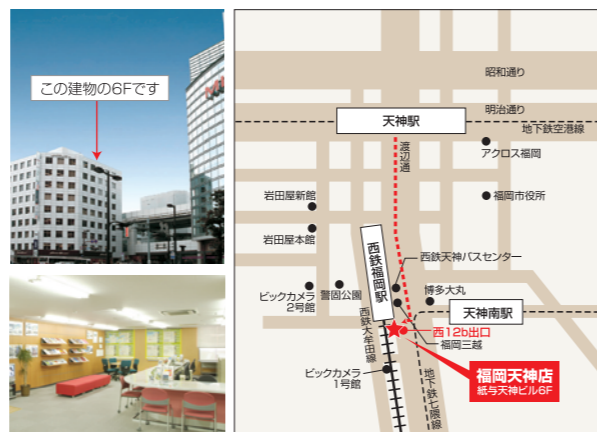 この建物の6Fです
昭和通り
明治通り
天神駅
地下鉄空港線
渡辺通
アクロス福岡
岩田屋新館
福岡市役所
岩田屋本館
西鉄福岡駅
西鉄天神バスセンター
ビックカメラ
2号館
警固公園
博多大丸
天神南駅
西鉄大牟田線
西12b出口
福岡三越
ビックカメラ
1号館
福岡天神店
紙与天神ビル6F
地下鉄七隈線